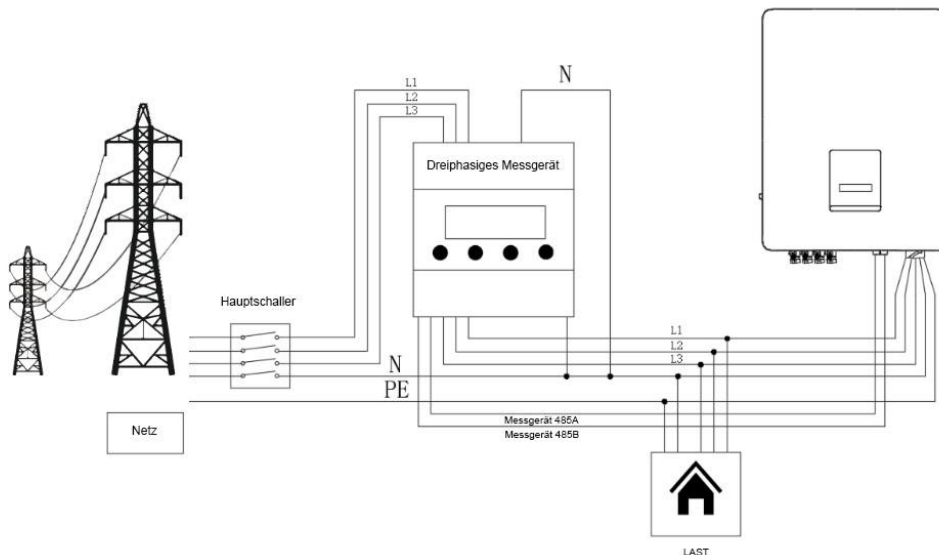 L1
L2
L3
N
Dreiphasiges Messgerät
Hauptschaller
L1
L2
L3
N
PE
Netz
Messgerät 485A
Messgerät 485B
LAST